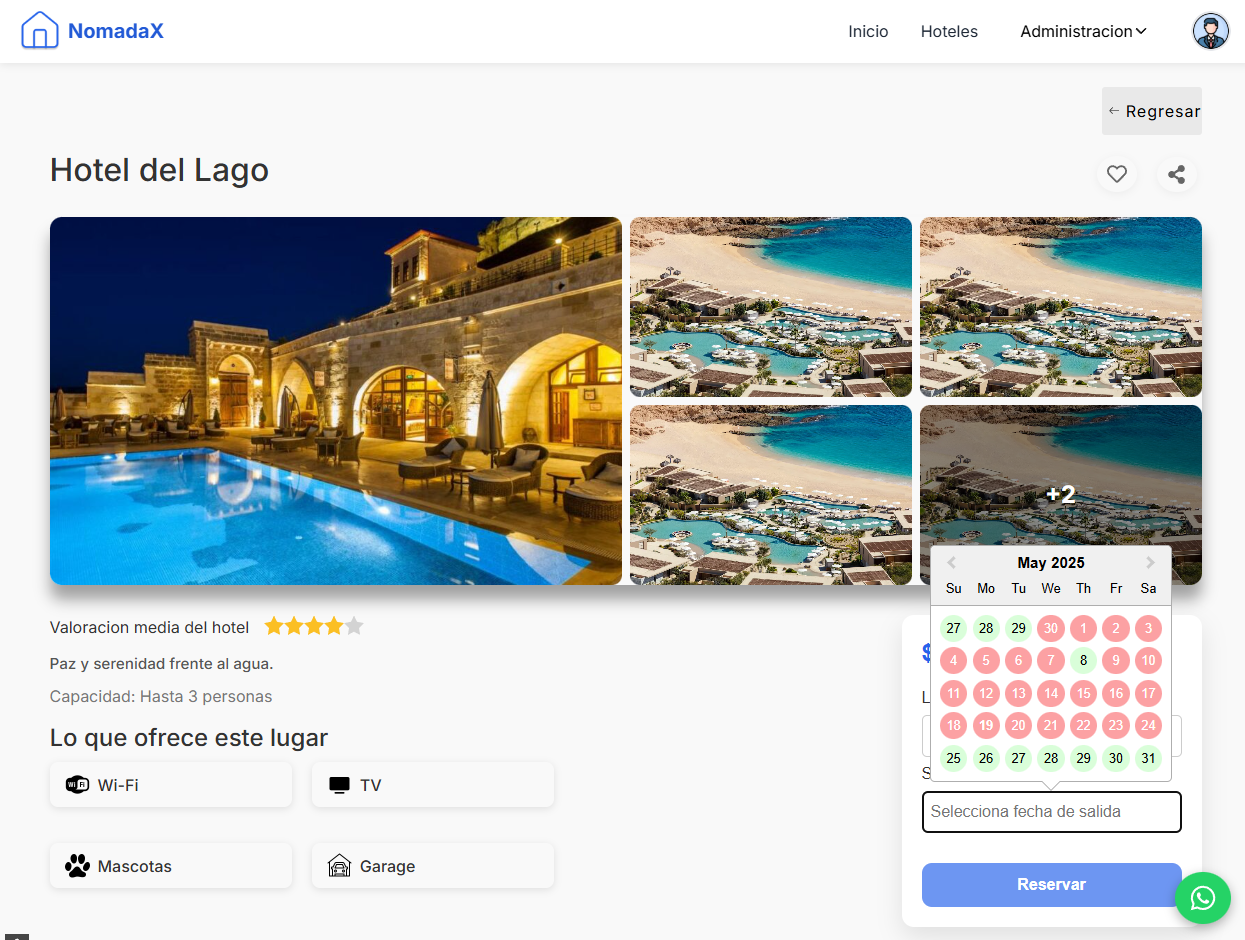 NomadaX
Inicio
Hoteles
Administracion
← Regresar
Hotel del Lago
+2
May 2025
Su Mo Tu We Th Fr Sa
27 28 29 30 1 2 3
4 5 6 7 8 9 10
11 12 13 14 15 16 17
18 19 20 21 22 23 24
25 26 27 28 29 30 31
Valoracion media del hotel
Paz y serenidad frente al agua.
Capacidad: Hasta 3 personas
Lo que ofrece este lugar
Wi-Fi
TV
Mascotas
Garage
$
L
S
Selecciona fecha de salida
Reservar